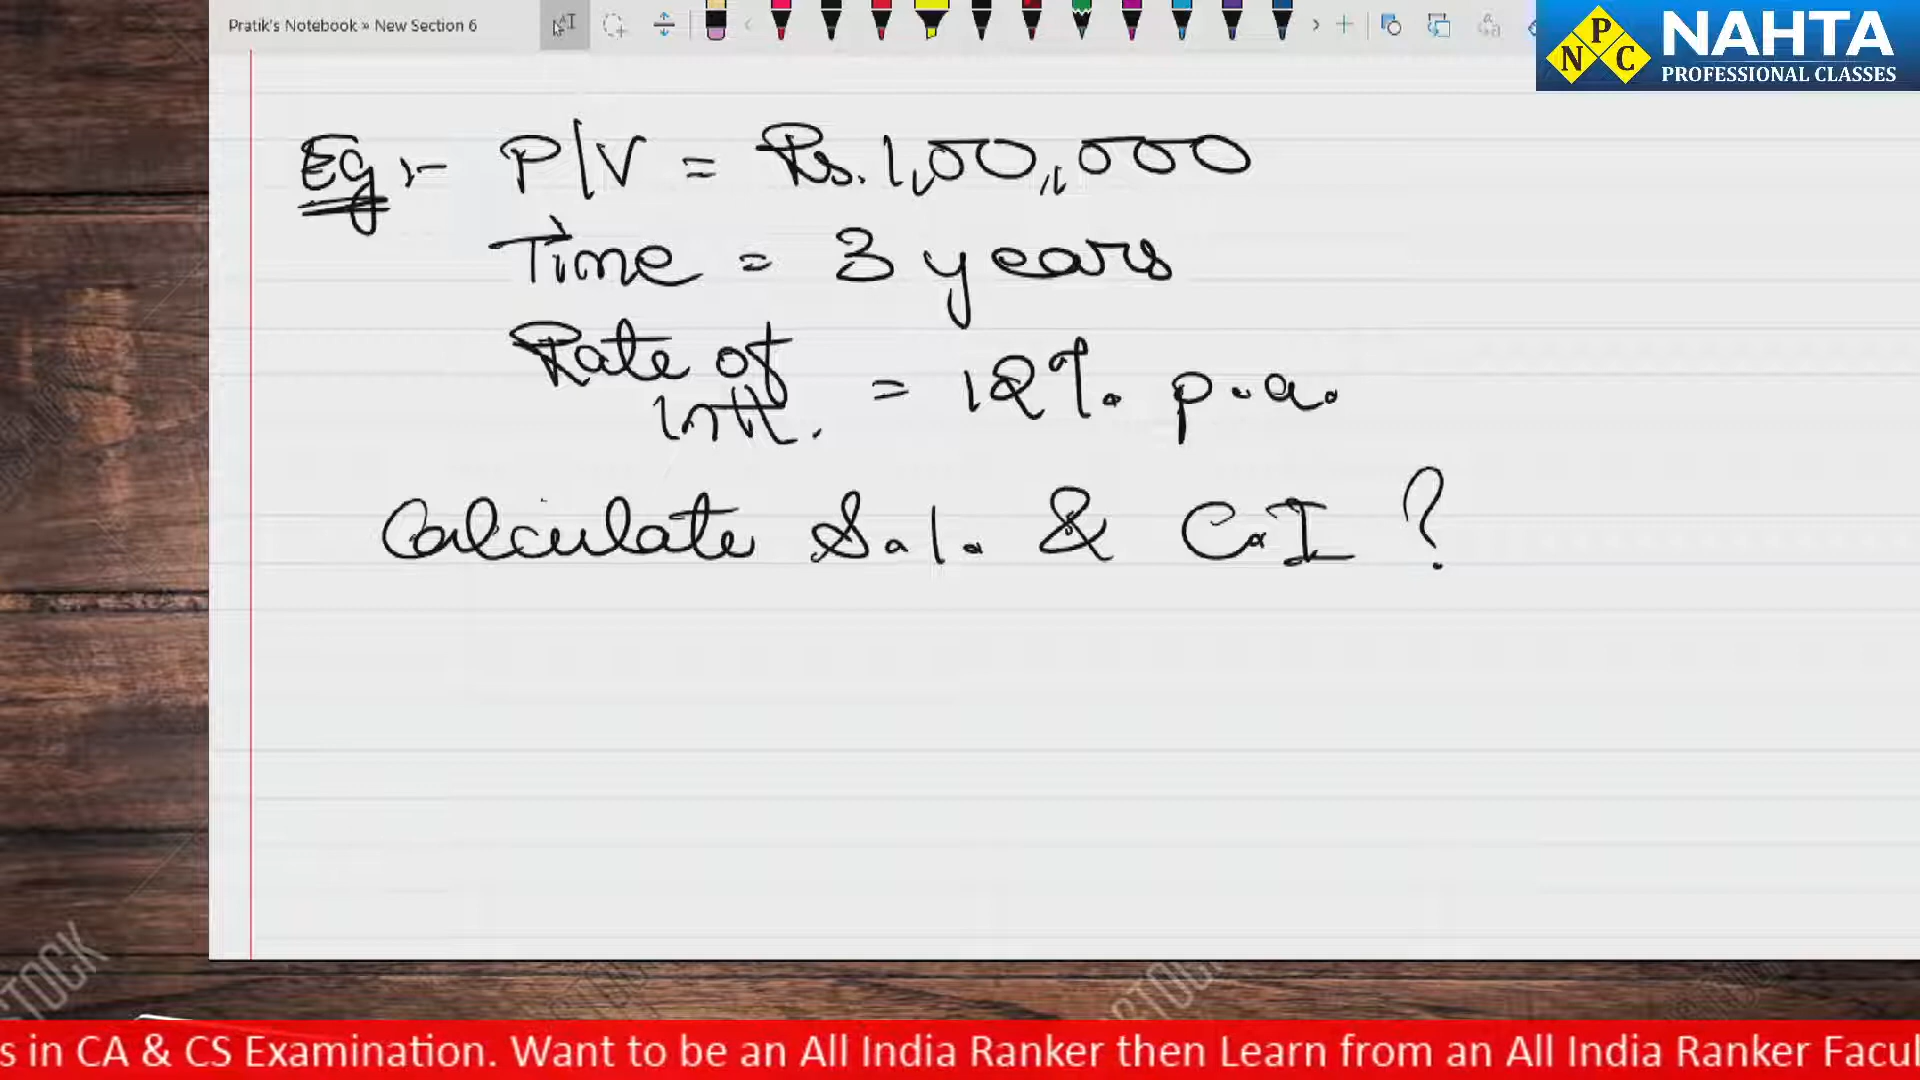 Pratik's Notebook » New Section 6
NPC
NAHTA
PROFESSIONAL CLASSES
Eg :- P/V = Rs. 1,00,000
Time = 3 years
Rate of
Intt. = 12% p.a.
Calculate S.I. & C.I ?
STOCK
s in CA & CS Examination. Want to be an All India Ranker then Learn from an All India Ranker Facul